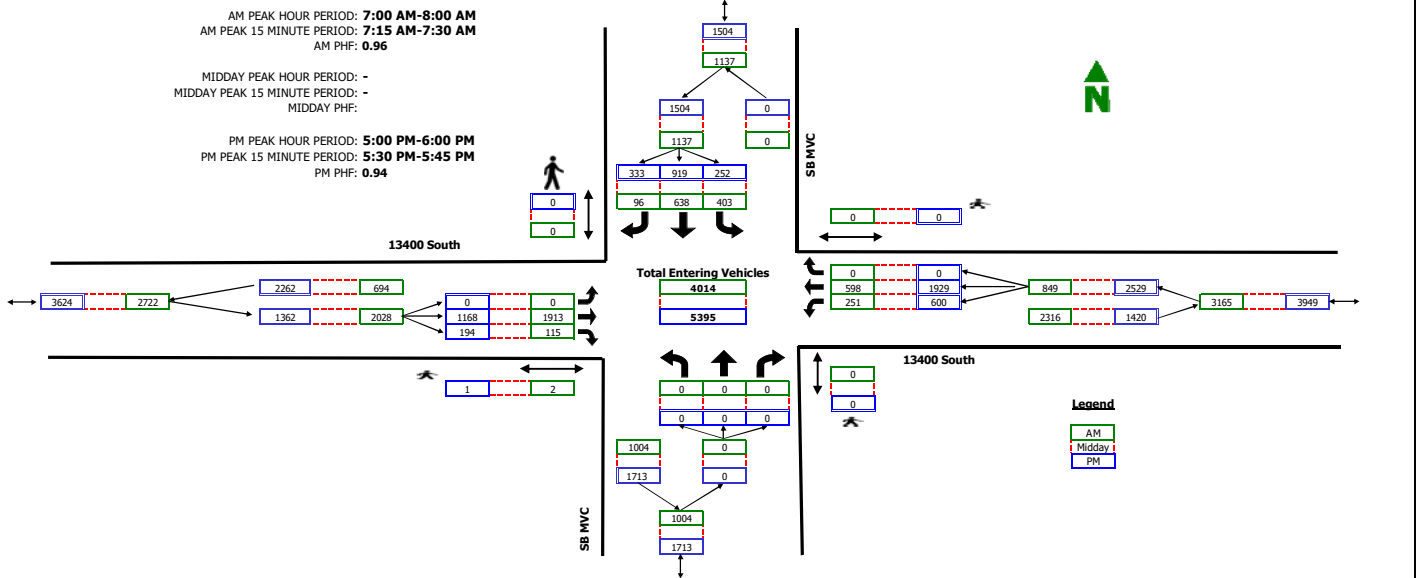 AM PEAK HOUR PERIOD: 7:00 AM-8:00 AM
AM PEAK 15 MINUTE PERIOD: 7:15 AM-7:30 AM
AM PHF: 0.96
MIDDAY PEAK HOUR PERIOD: -
MIDDAY PEAK 15 MINUTE PERIOD: -
MIDDAY PHF:
PM PEAK HOUR PERIOD: 5:00 PM-6:00 PM
PM PEAK 15 MINUTE PERIOD: 5:30 PM-5:45 PM
PM PHF: 0.94
1504
1137
1504 0
1137 0
333 919 252
96 638 403
N
SB MVC
0
0
0 0
13400 South
Total Entering Vehicles
4014
5395
3624 2722
2262 694
1362 2028
0 0
1168 1913
194 115
0 0
598 1929
251 600
849 2529
2316 1420
3165 3949
13400 South
1 2
0 0 0
0 0 0
0
0
1004 0
1713 0
1004
1713
SB MVC
Legend
AM
Midday
PM